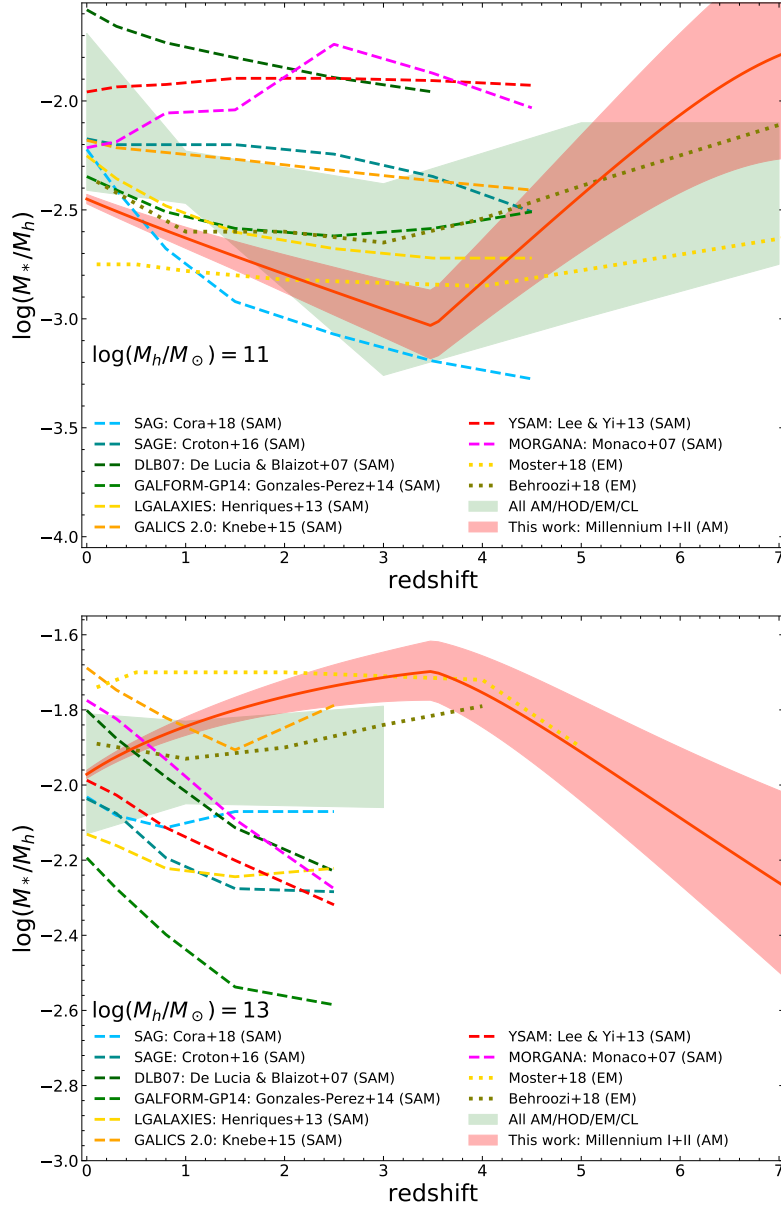 −2.0
−2.5
−3.0
−3.5
−4.0
log(M*/Mh)
log(Mh/M⊙) = 11
SAG: Cora+18 (SAM)
SAGE: Croton+16 (SAM)
DLB07: De Lucia & Blaizot+07 (SAM)
GALFORM-GP14: Gonzales-Perez+14 (SAM)
LGALAXIES: Henriques+13 (SAM)
GALICS 2.0: Knebe+15 (SAM)
YSAM: Lee & Yi+13 (SAM)
MORGANA: Monaco+07 (SAM)
Moster+18 (EM)
Behroozi+18 (EM)
All AM/HOD/EM/CL
This work: Millennium I+II (AM)
0 1 2 3 4 5 6 7
redshift
−1.6
−1.8
−2.0
−2.2
−2.4
−2.6
−2.8
−3.0
log(M*/Mh)
log(Mh/M⊙) = 13
SAG: Cora+18 (SAM)
SAGE: Croton+16 (SAM)
DLB07: De Lucia & Blaizot+07 (SAM)
GALFORM-GP14: Gonzales-Perez+14 (SAM)
LGALAXIES: Henriques+13 (SAM)
GALICS 2.0: Knebe+15 (SAM)
YSAM: Lee & Yi+13 (SAM)
MORGANA: Monaco+07 (SAM)
Moster+18 (EM)
Behroozi+18 (EM)
All AM/HOD/EM/CL
This work: Millennium I+II (AM)
0 1 2 3 4 5 6 7
redshift